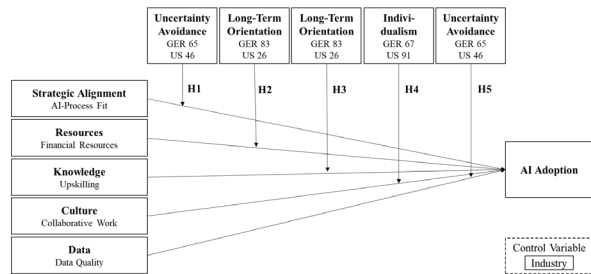 Uncertainty
Avoidance
GER 65
US 46
Long-Term
Orientation
GER 83
US 26
Long-Term
Orientation
GER 83
US 26
Indivi-
dualism
GER 67
US 91
Uncertainty
Avoidance
GER 65
US 46
H1
H2
H3
H4
H5
Strategic Alignment
AI-Process Fit
Resources
Financial Resources
Knowledge
Upskilling
Culture
Collaborative Work
Data
Data Quality
AI Adoption
Control Variable
Industry